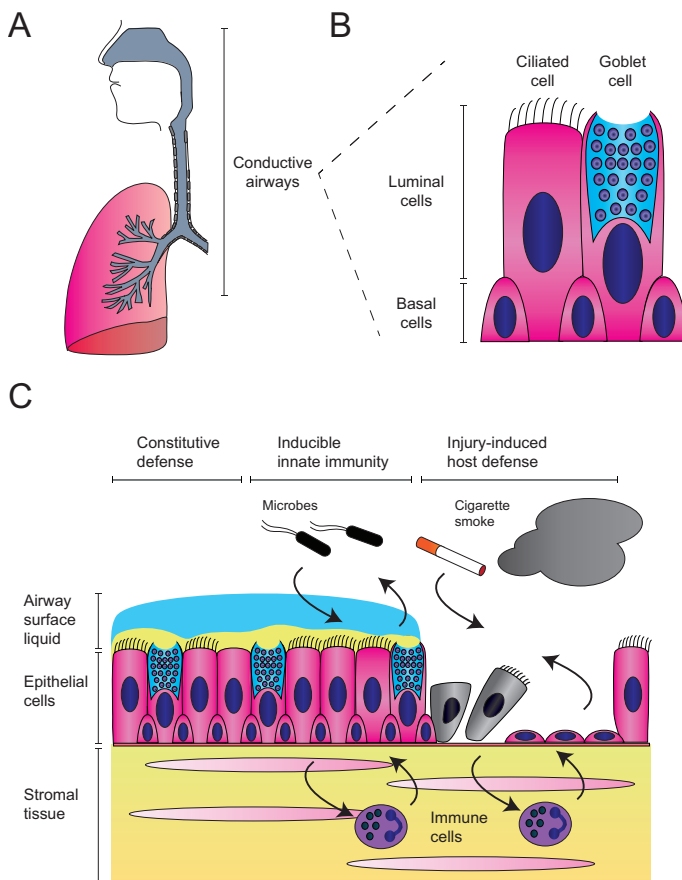 A
B
Ciliated
cell
Goblet
cell
Conductive
airways
Luminal
cells
Basal
cells
C
Constitutive
defense
Inducible
innate immunity
Injury-induced
host defense
Microbes
Cigarette
smoke
Airway
surface
liquid
Epithelial
cells
Stromal
tissue
Immune
cells